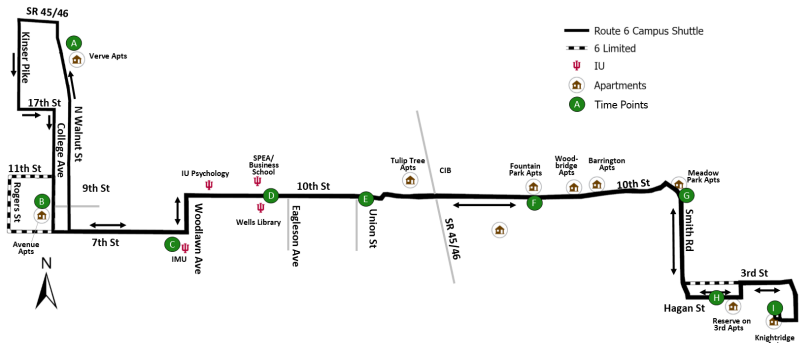 SR 45/46
Kinser Pike
A
Verve Apts
N Walnut St
17th St
College Ave
11th St
Rogers St
B
9th St
Avenue
Apts
7th St
N
C
IMU
Woodlawn Ave
IU Psychology
SPEA/
Business
School
D
Wells Library
Eagleson Ave
10th St
E
Union St
Tulip Tree
Apts
CIB
SR 45/46
Fountain
Park Apts
F
Wood-
bridge Apts
Barrington
Apts
10th St
Meadow
Park Apts
G
Smith Rd
3rd St
Hagan St
H
Reserve on
3rd Apts
I
Knightridge
Route 6 Campus Shuttle
6 Limited
IU
Apartments
A
Time Points